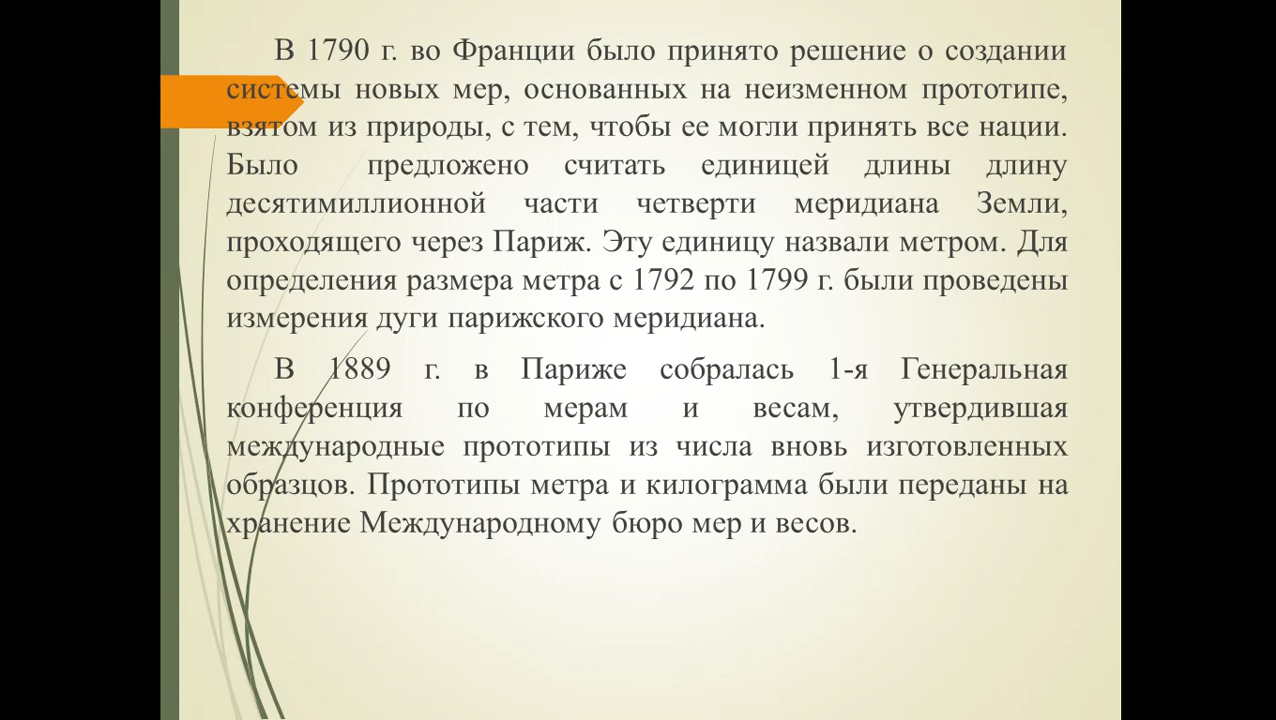 В 1790 г. во Франции было принято решение о создании
системы новых мер, основанных на неизменном прототипе,
взятом из природы, с тем, чтобы ее могли принять все нации.
Было предложено считать единицей длины длину
десятимиллионной части четверти меридиана Земли,
проходящего через Париж. Эту единицу назвали метром. Для
определения размера метра с 1792 по 1799 г. были проведены
измерения дуги парижского меридиана.
В 1889 г. в Париже собралась 1-я Генеральная
конференция по мерам и весам, утвердившая
международные прототипы из числа вновь изготовленных
образцов. Прототипы метра и килограмма были переданы на
хранение Международному бюро мер и весов.